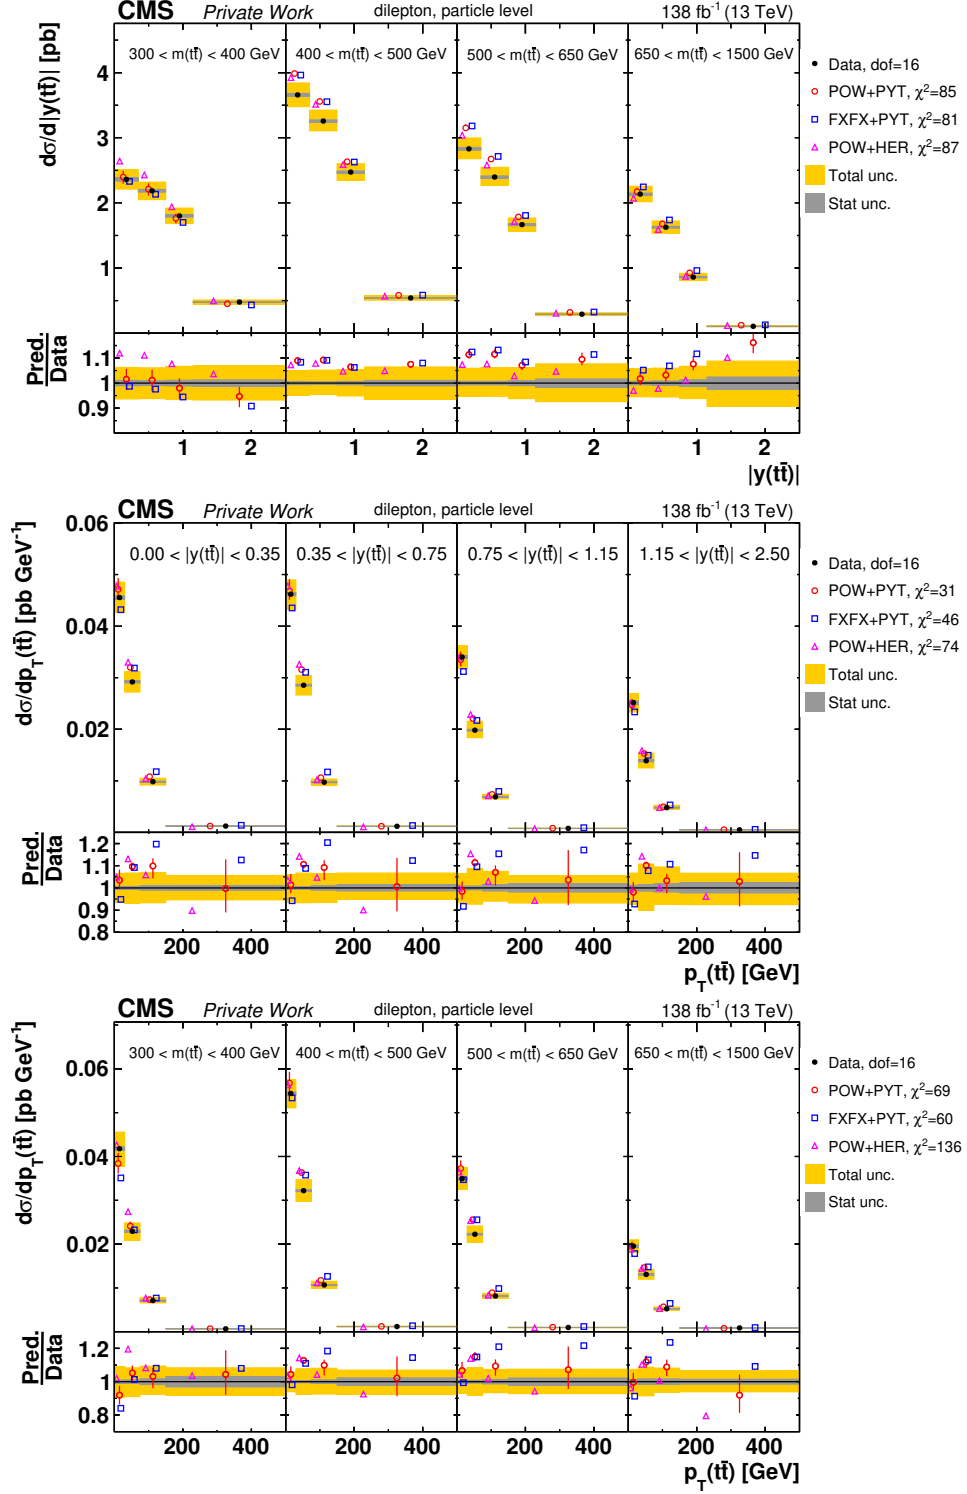 CMS Private Work dilepton, particle level 138 fb⁻¹ (13 TeV)
dσ/d|y(tt̄)| [pb]
300 < m(tt̄) < 400 GeV 400 < m(tt̄) < 500 GeV 500 < m(tt̄) < 650 GeV 650 < m(tt̄) < 1500 GeV
4
3
2
1
Data, dof=16
POW+PYT, χ²=85
FXFX+PYT, χ²=81
POW+HER, χ²=87
Total unc.
Stat unc.
Pred.
Data
1.1
1
0.9
1 2 1 2 1 2 1 2
|y(tt̄)|
CMS Private Work dilepton, particle level 138 fb⁻¹ (13 TeV)
dσ/dp_T(tt̄) [pb GeV⁻¹]
0.00 < |y(tt̄)| < 0.35 0.35 < |y(tt̄)| < 0.75 0.75 < |y(tt̄)| < 1.15 1.15 < |y(tt̄)| < 2.50
0.06
0.04
0.02
Data, dof=16
POW+PYT, χ²=31
FXFX+PYT, χ²=46
POW+HER, χ²=74
Total unc.
Stat unc.
Pred.
Data
1.2
1.1
1
0.9
0.8
200 400 200 400 200 400 200 400
p_T(tt̄) [GeV]
CMS Private Work dilepton, particle level 138 fb⁻¹ (13 TeV)
dσ/dp_T(tt̄) [pb GeV⁻¹]
300 < m(tt̄) < 400 GeV 400 < m(tt̄) < 500 GeV 500 < m(tt̄) < 650 GeV 650 < m(tt̄) < 1500 GeV
0.06
0.04
0.02
Data, dof=16
POW+PYT, χ²=69
FXFX+PYT, χ²=60
POW+HER, χ²=136
Total unc.
Stat unc.
Pred.
Data
1.2
1
0.8
200 400 200 400 200 400 200 400
p_T(tt̄) [GeV]